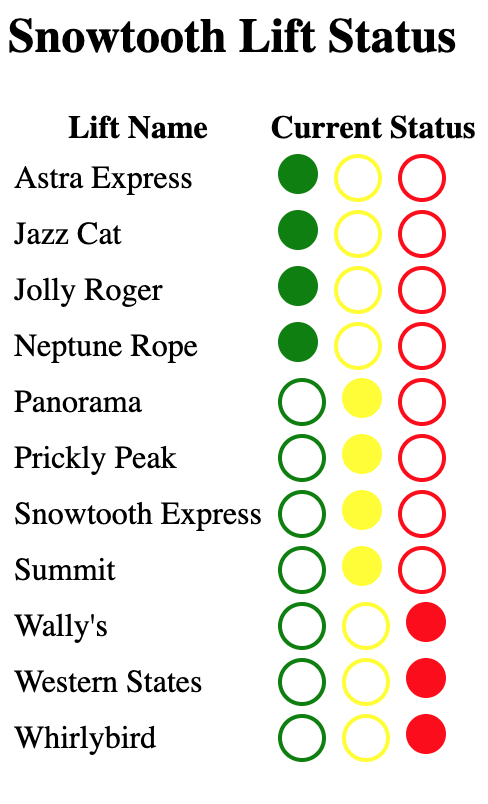 Snowtooth Lift Status
Lift Name Current Status
Astra Express
Jazz Cat
Jolly Roger
Neptune Rope
Panorama
Prickly Peak
Snowtooth Express
Summit
Wally's
Western States
Whirlybird